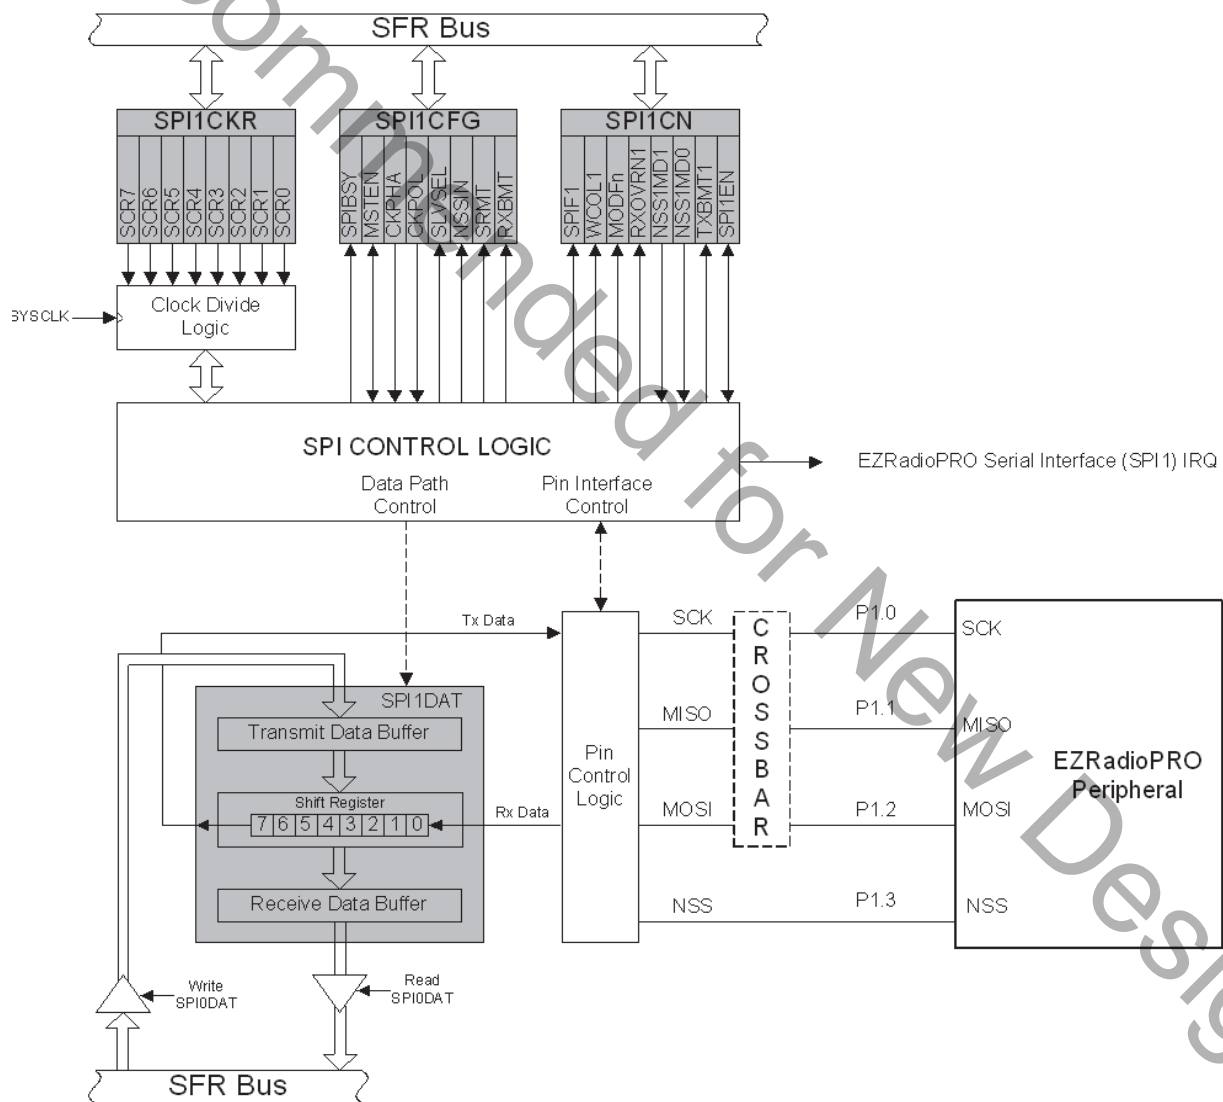 SFR Bus
SPI1CKR
SPI1CFG
SPI1CN
SCR7
SCR6
SCR5
SCR4
SCR3
SCR2
SCR1
SCR0
SPIBSY
MSTEN
CKPHA
CKPOL
SLVSEL
NSSIN
SRMT
RXBMT
SPIF1
WCOL1
MODFn
RXOVRN1
NSS1MD1
NSS1MD0
TXBMT1
SPI1EN
SYSCLK
Clock Divide
Logic
SPI CONTROL LOGIC
Data Path
Control
Pin Interface
Control
EZRadioPRO Serial Interface (SPI1) IRQ
Tx Data
SPI1DAT
Transmit Data Buffer
Shift Register
7 6 5 4 3 2 1 0
Rx Data
Receive Data Buffer
Pin
Control
Logic
SCK
MISO
MOSI
NSS
CROSSBAR
P1.0
P1.1
P1.2
P1.3
SCK
MISO
MOSI
NSS
EZRadioPRO
Peripheral
Write
SPI0DAT
Read
SPI0DAT
SFR Bus
ommended for New Desig